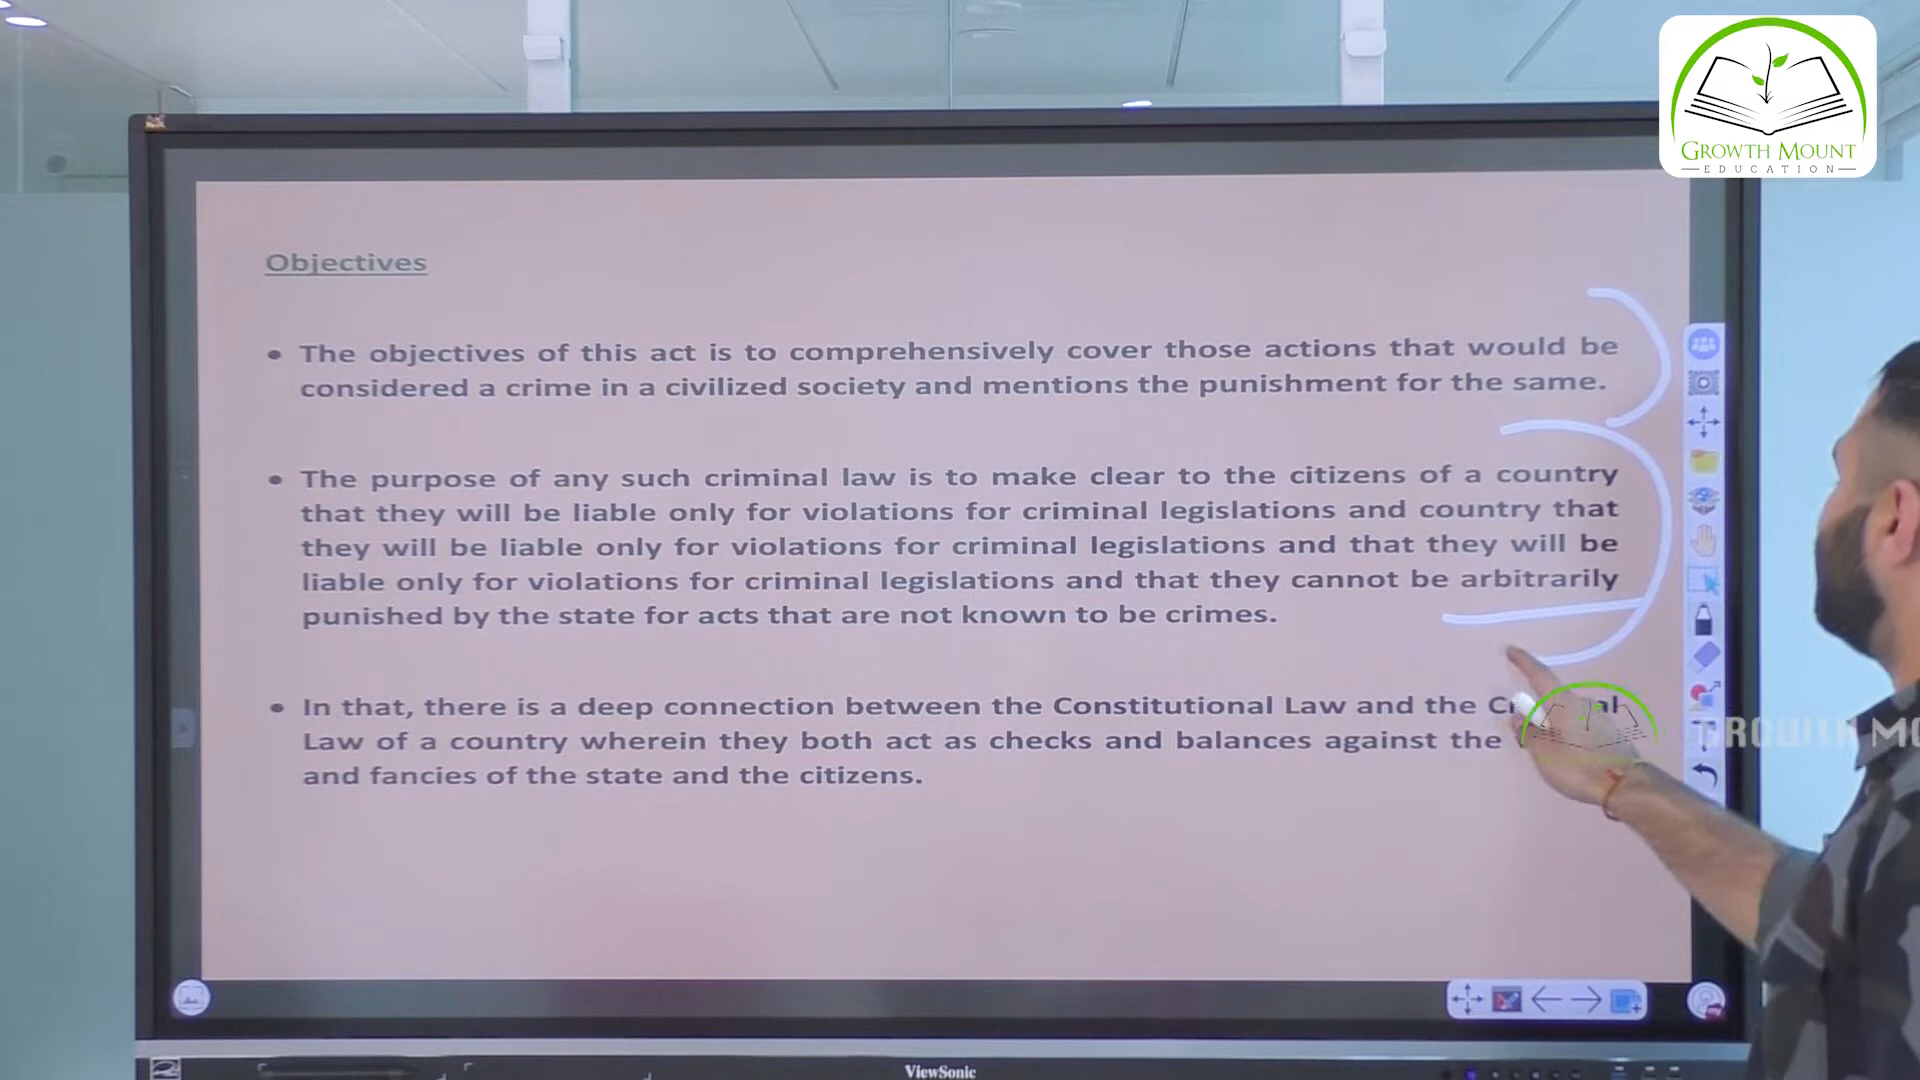 GROWTH MOUNT
EDUCATION
Objectives
• The objectives of this act is to comprehensively cover those actions that would be
considered a crime in a civilized society and mentions the punishment for the same.
• The purpose of any such criminal law is to make clear to the citizens of a country
that they will be liable only for violations for criminal legislations and country that
they will be liable only for violations for criminal legislations and that they will be
liable only for violations for criminal legislations and that they cannot be arbitrarily
punished by the state for acts that are not known to be crimes.
• In that, there is a deep connection between the Constitutional Law and the
Law of a country wherein they both act as checks and balances against the
and fancies of the state and the citizens.
GROWTH MO
ViewSonic